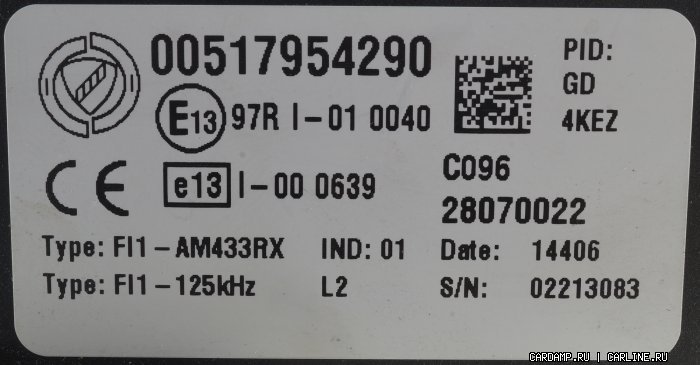 00517954290
PID:
GD
4KEZ
E13 97R I-01 0040
CE e13 I-00 0639
C096
28070022
Type: FI1-AM433RX IND: 01 Date: 14406
Type: FI1-125kHz L2 S/N: 02213083
CARDAMP.RU | CARLINE.RU